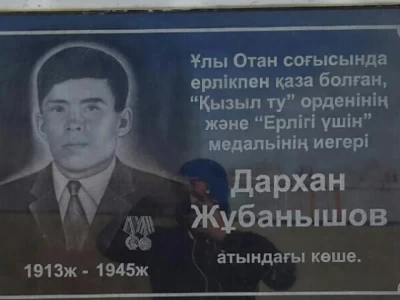 Ұлы Отан соғысында
ерлікпен қаза болған,
“Қызыл ту” орденінің
және “Ерлігі үшін”
медальінің иегері
Дархан
Жұбанышов
атындағы көше.
1913ж - 1945ж